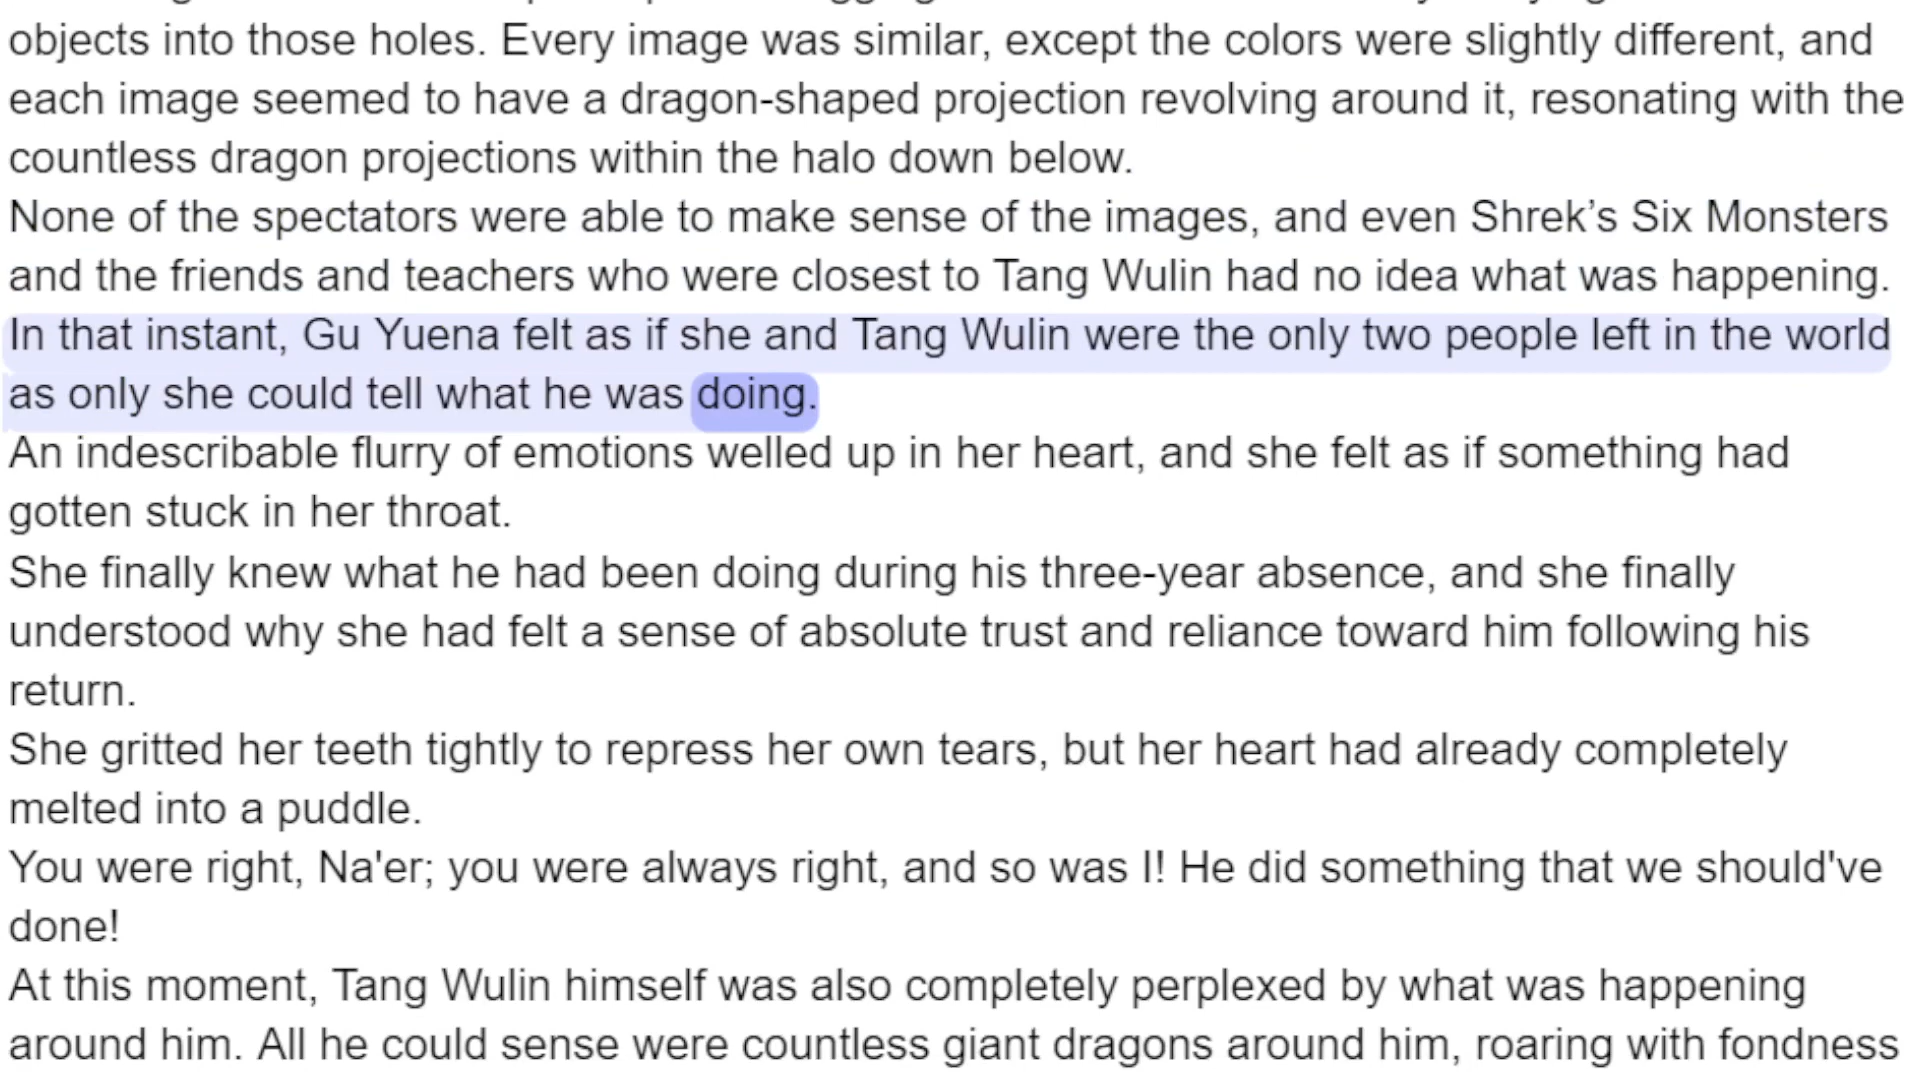 objects into those holes. Every image was similar, except the colors were slightly different, and
each image seemed to have a dragon-shaped projection revolving around it, resonating with the
countless dragon projections within the halo down below.
None of the spectators were able to make sense of the images, and even Shrek’s Six Monsters
and the friends and teachers who were closest to Tang Wulin had no idea what was happening.
In that instant, Gu Yuena felt as if she and Tang Wulin were the only two people left in the world
as only she could tell what he was doing.
An indescribable flurry of emotions welled up in her heart, and she felt as if something had
gotten stuck in her throat.
She finally knew what he had been doing during his three-year absence, and she finally
understood why she had felt a sense of absolute trust and reliance toward him following his
return.
She gritted her teeth tightly to repress her own tears, but her heart had already completely
melted into a puddle.
You were right, Na'er; you were always right, and so was I! He did something that we should've
done!
At this moment, Tang Wulin himself was also completely perplexed by what was happening
around him. All he could sense were countless giant dragons around him, roaring with fondness